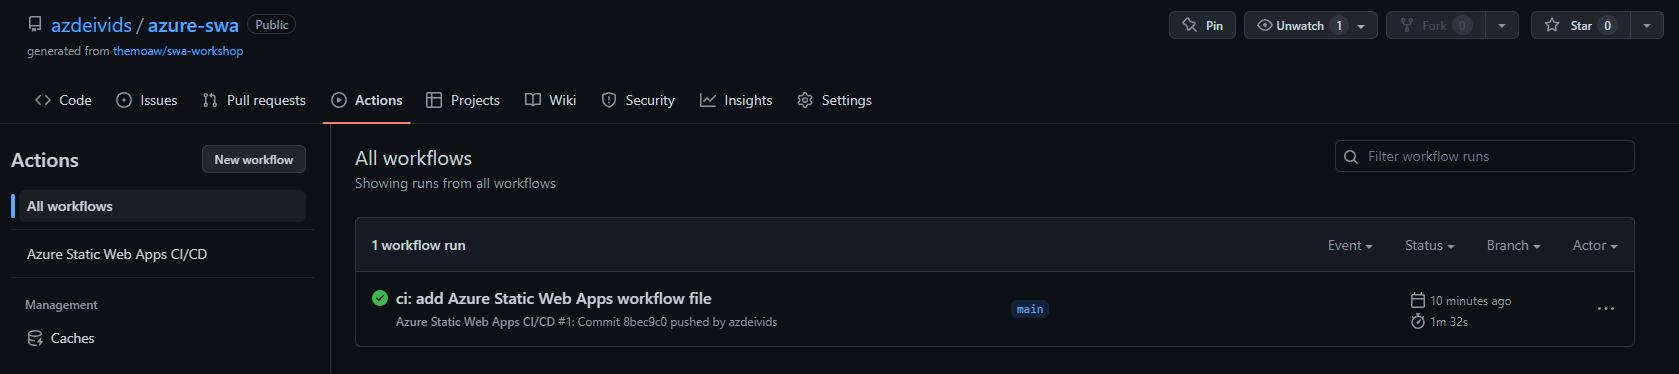 azdeivids / azure-swa Public
Pin
Unwatch 1
Fork 0
Star 0
generated from themoaw/swa-workshop
Code Issues Pull requests Actions Projects Wiki Security Insights Settings
Actions
New workflow
All workflows
Azure Static Web Apps CI/CD
Management
Caches
All workflows
Showing runs from all workflows
Filter workflow runs
1 workflow run
Event Status Branch Actor
ci: add Azure Static Web Apps workflow file
Azure Static Web Apps CI/CD #1: Commit 8bec9c0 pushed by azdeivids
main
10 minutes ago
1m 32s